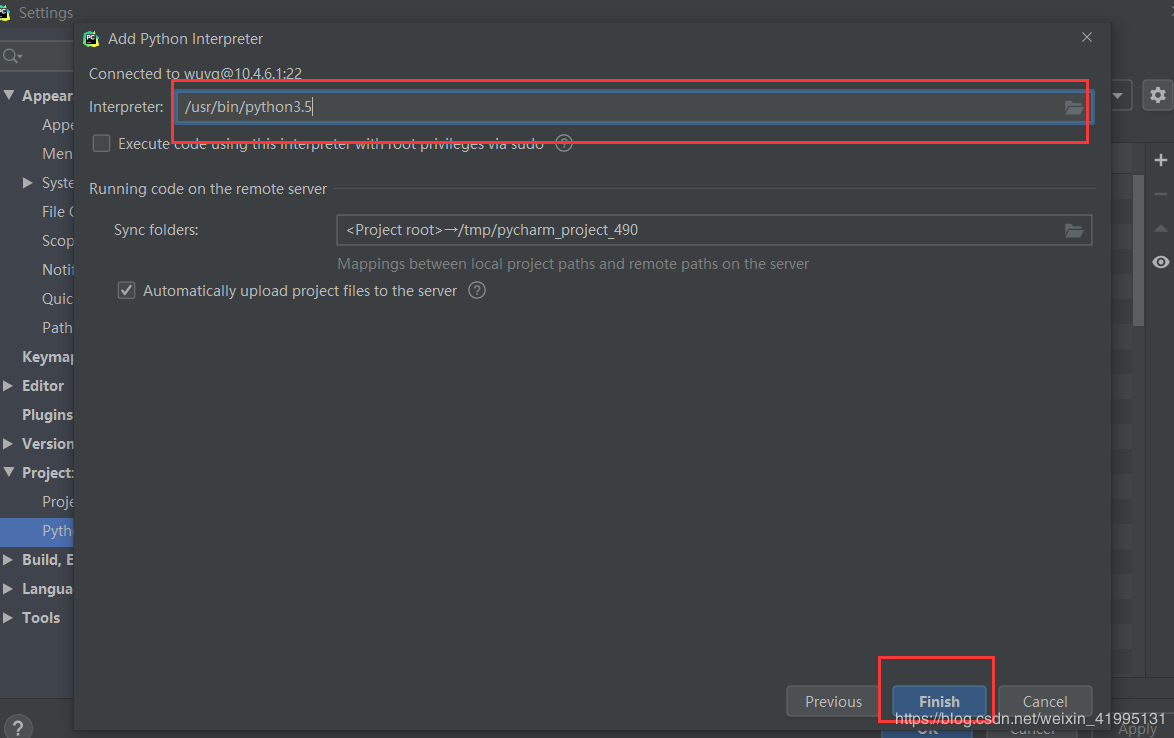 Settings
Add Python Interpreter
Connected to wuyg@10.4.6.1:22
Interpreter: /usr/bin/python3.5
Execute code using this interpreter with root privileges via sudo
Running code on the remote server
Sync folders: <Project root>→/tmp/pycharm_project_490
Mappings between local project paths and remote paths on the server
Automatically upload project files to the server
Appear
Appe
Men
Syste
File C
Scop
Notif
Quic
Path
Keymap
Editor
Plugins
Version
Project:
Proje
Pytho
Build, E
Langua
Tools
Previous
Finish
Cancel
https://blog.csdn.net/weixin_41995131
OK
Cancel
Apply